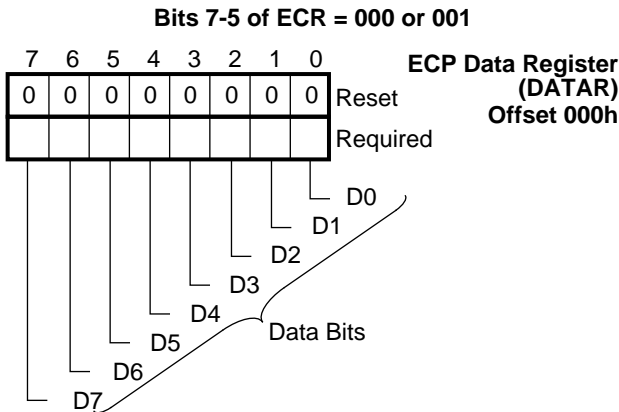 Bits 7-5 of ECR = 000 or 001
7 6 5 4 3 2 1 0
ECP Data Register
(DATAR)
Offset 000h
0 0 0 0 0 0 0 0 Reset
Required
D0
D1
D2
D3
D4
Data Bits
D5
D6
D7